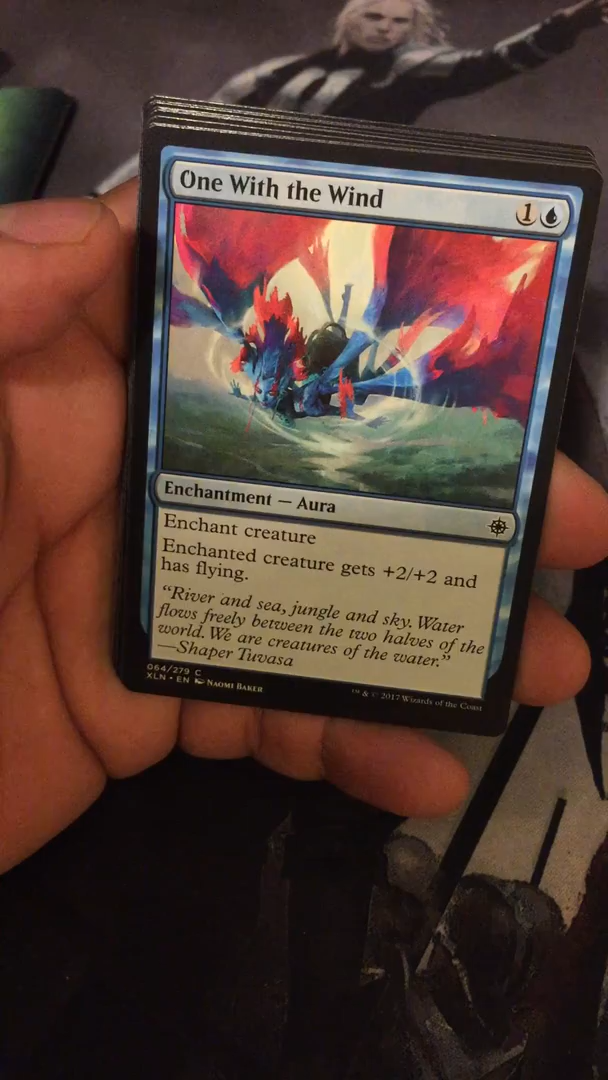 One With the Wind
1
Enchantment — Aura
Enchant creature
Enchanted creature gets +2/+2 and
has flying.
“River and sea, jungle and sky. Water
flows freely between the two halves of the
world. We are creatures of the water.”
—Shaper Tuvasa
064/279 C
XLN • EN Naomi Baker
™ & © 2017 Wizards of the Coast